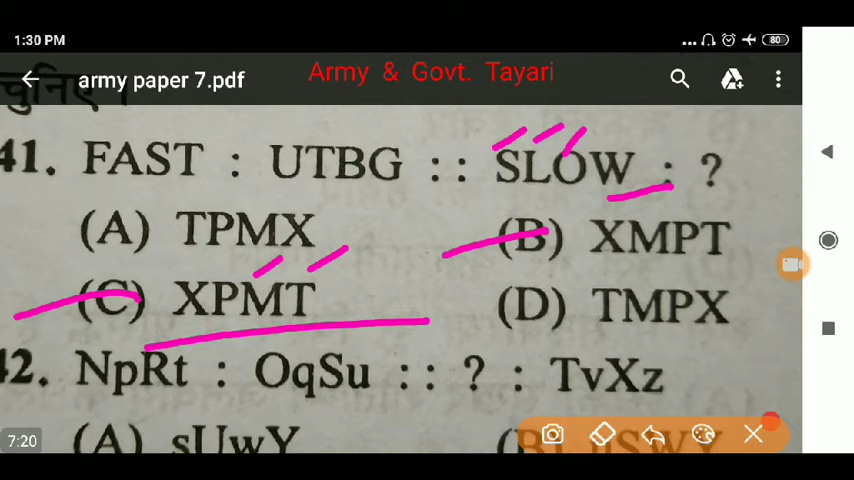 1:30 PM
80
army paper 7.pdf
Army & Govt. Tayari
चुनिए ।
41. FAST : UTBG : : SLOW : ?
(A) TPMX (B) XMPT
(C) XPMT (D) TMPX
42. NpRt : OqSu : : ? : TvXz
(A) sUwY
7:20